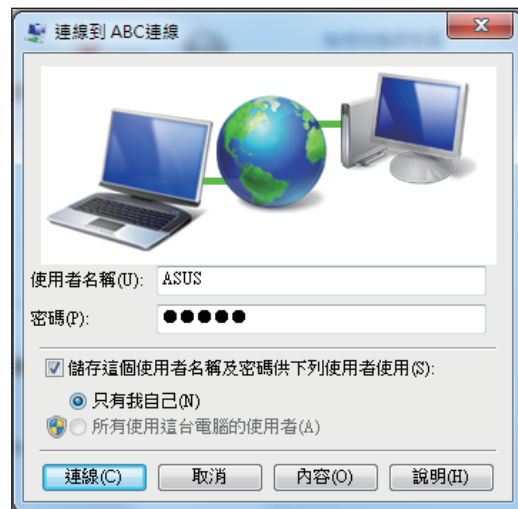 連線到 ABC連線
使用者名稱(U): ASUS
密碼(P): ●●●●●
儲存這個使用者名稱及密碼供下列使用者使用(S):
只有我自己(N)
所有使用這台電腦的使用者(A)
連線(C) 取消 內容(O) 說明(H)